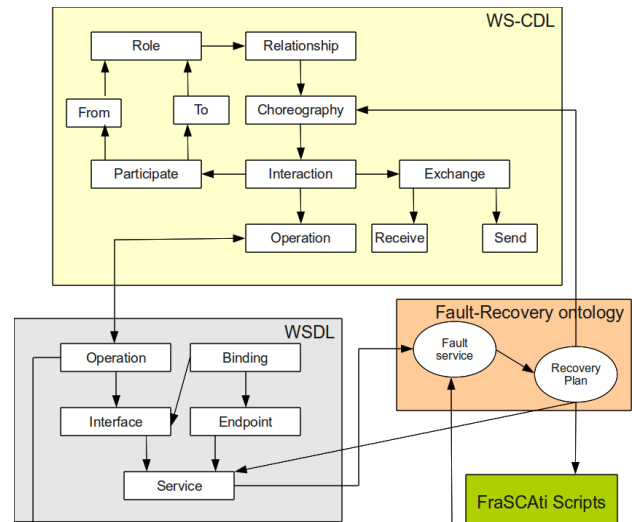 WS-CDL
Role
Relationship
From
To
Choreography
Participate
Interaction
Exchange
Operation
Receive
Send
WSDL
Operation
Binding
Interface
Endpoint
Service
Fault-Recovery ontology
Fault
service
Recovery
Plan
FraSCAti Scripts